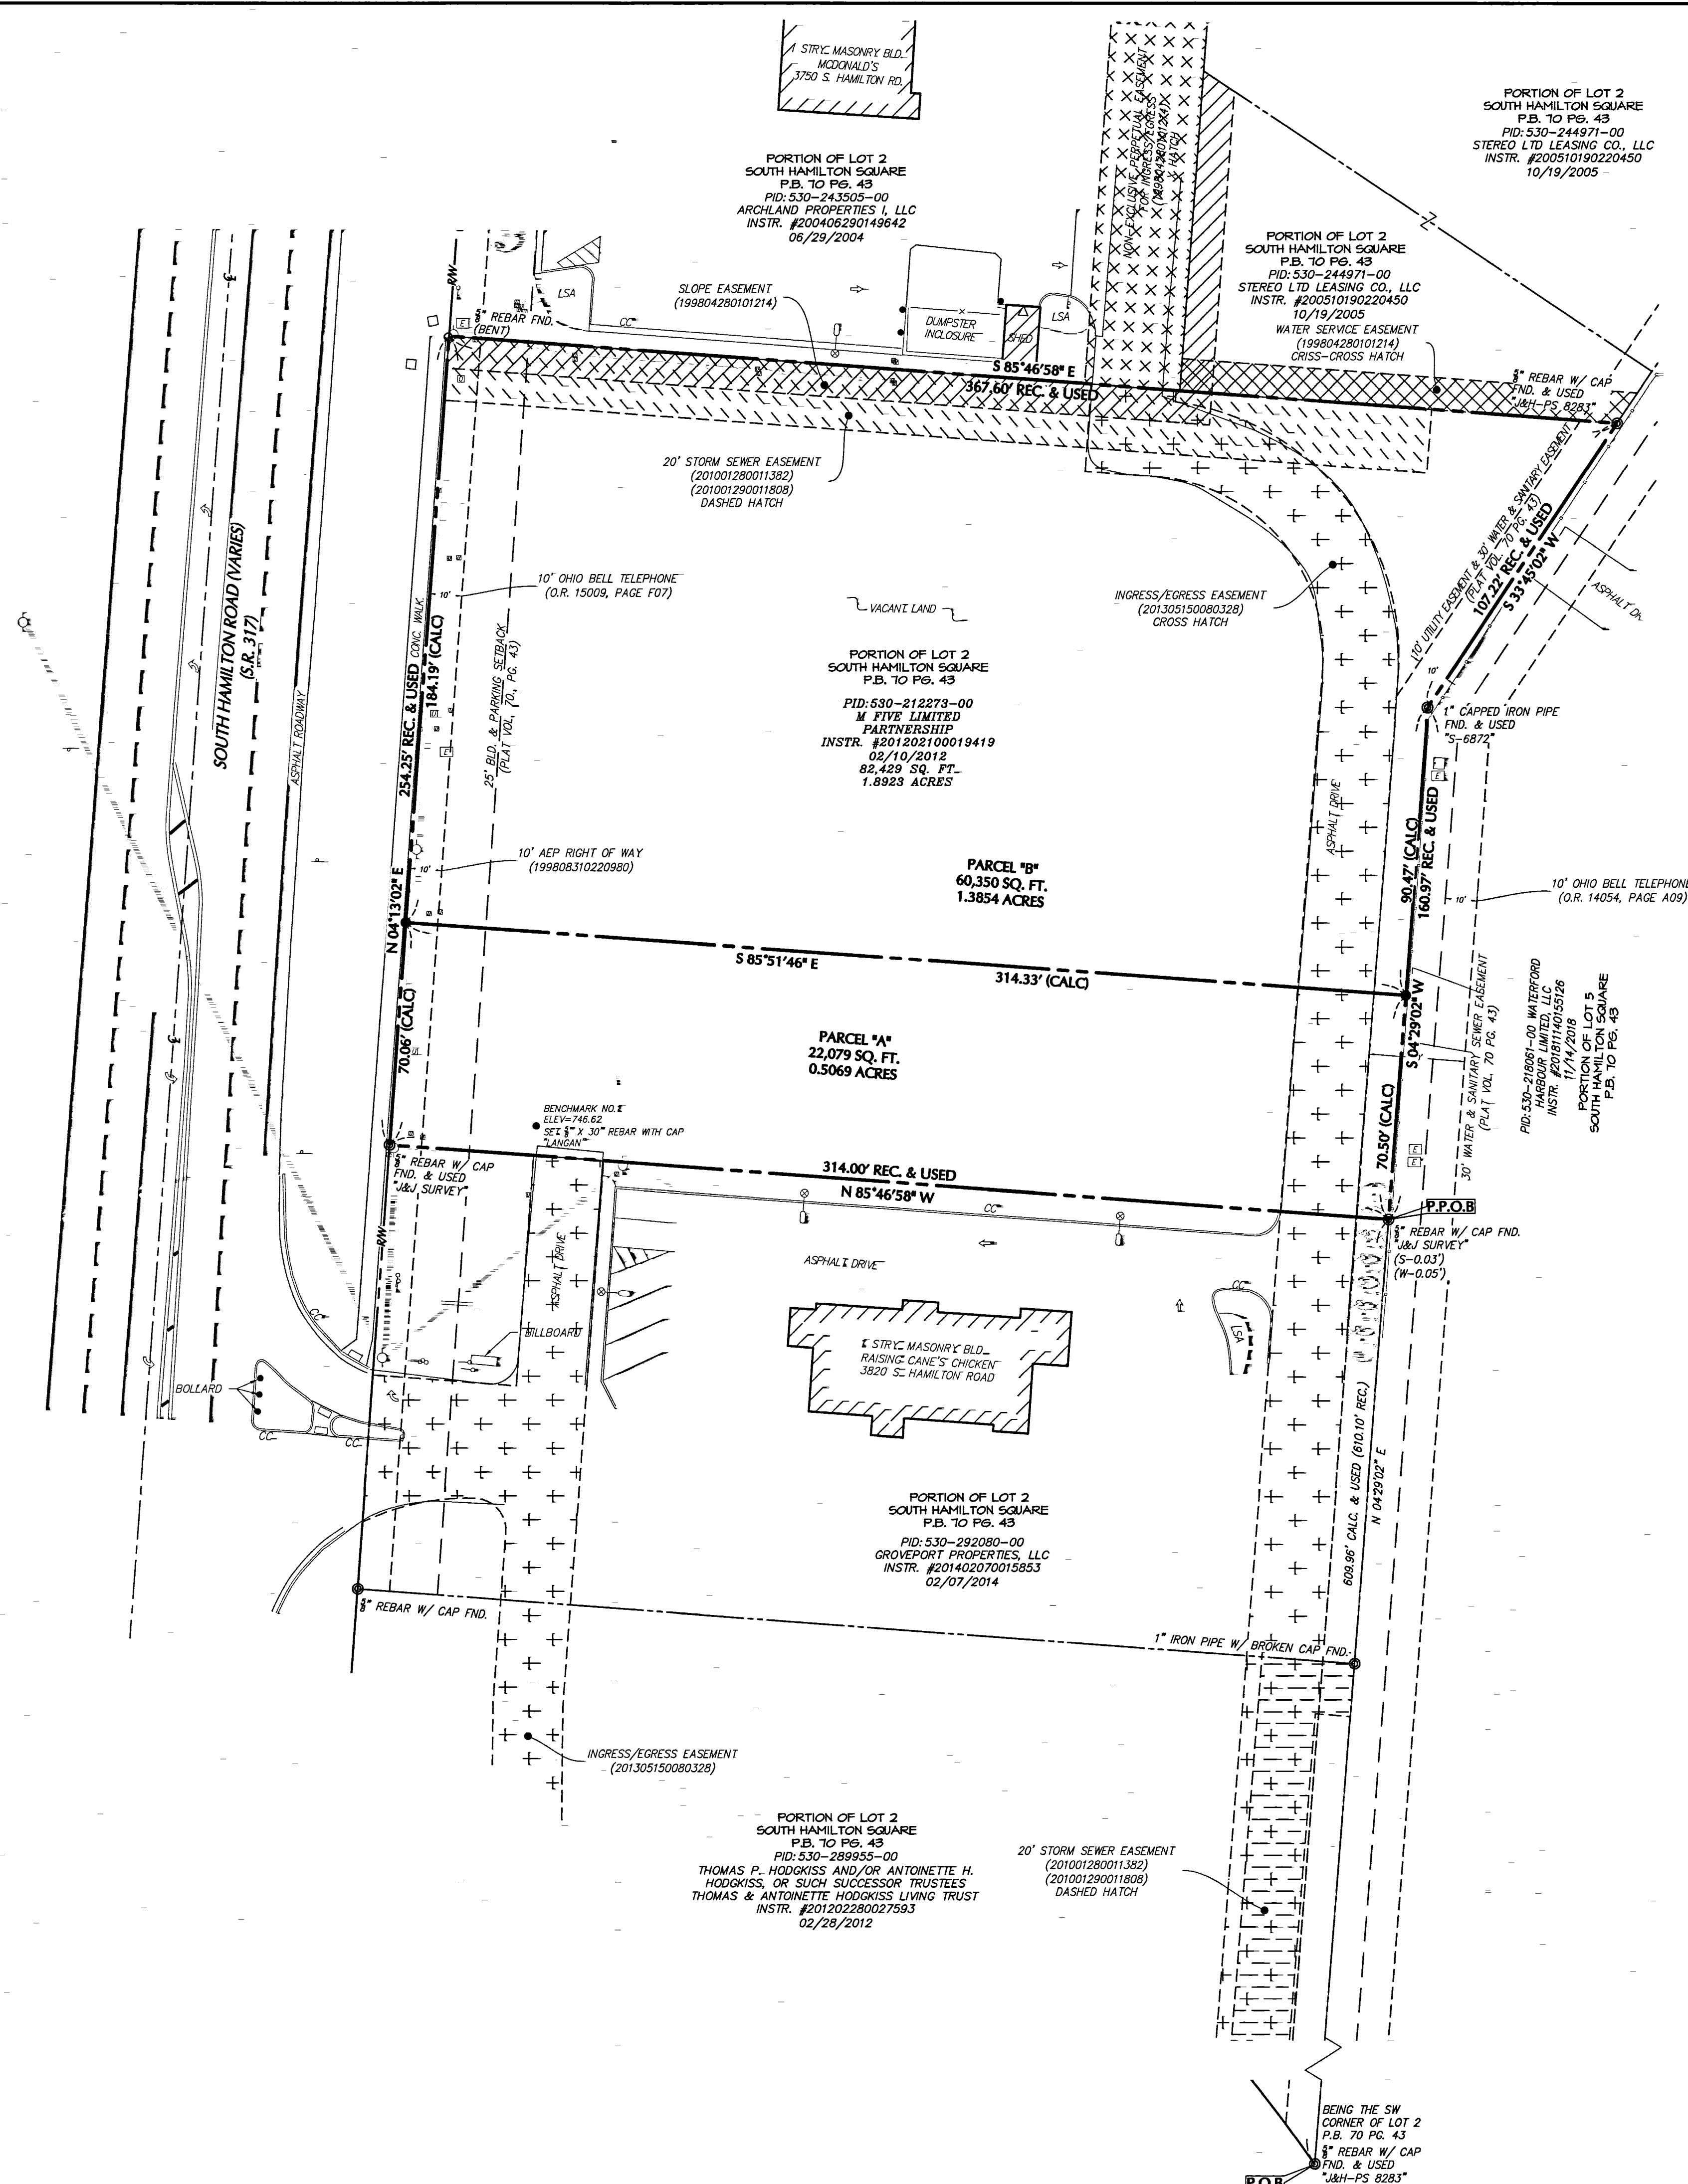 1 STRY. MASONRY BLD.
MCDONALD'S
3750 S. HAMILTON RD.
PORTION OF LOT 2
SOUTH HAMILTON SQUARE
P.B. 70 PG. 43
PID: 530-244971-00
STEREO LTD LEASING CO., LLC
INSTR. #200510190220450
10/19/2005
NON-EXCLUSIVE PERPETUAL EASEMENT
FOR INGRESS/EGRESS
(199804280101214)
X HATCH
PORTION OF LOT 2
SOUTH HAMILTON SQUARE
P.B. 70 PG. 43
PID: 530-243505-00
ARCHLAND PROPERTIES I, LLC
INSTR. #200406290149642
06/29/2004
PORTION OF LOT 2
SOUTH HAMILTON SQUARE
P.B. 70 PG. 43
PID: 530-244971-00
STEREO LTD LEASING CO., LLC
INSTR. #200510190220450
10/19/2005
WATER SERVICE EASEMENT
(199804280101214)
CRISS-CROSS HATCH
R/W
LSA
E
5/8" REBAR FND.
(BENT)
SLOPE EASEMENT
(199804280101214)
CC
DUMPSTER
INCLOSURE
SHED
LSA
S 85°46'58" E
367.60' REC. & USED
5/8" REBAR W/ CAP
FND. & USED
"J&H-PS 8283"
20' STORM SEWER EASEMENT
(201001280011382)
(201001290011808)
DASHED HATCH
SOUTH HAMILTON ROAD (VARIES)
(S.R. 317)
ASPHALT ROADWAY
254.25' REC. & USED
CONC. WALK
184.19' (CALC)
10' OHIO BELL TELEPHONE
(O.R. 15009, PAGE F07)
10'
25' BLD. & PARKING SETBACK
(PLAT VOL, 70, PG. 43)
VACANT LAND
INGRESS/EGRESS EASEMENT
(201305150080328)
CROSS HATCH
10' UTILITY EASEMENT & 30' WATER & SANITARY EASEMENT
(PLAT VOL. 70 PG. 43)
107.22' REC. & USED
S 33°45'02" W
ASPHALT DR.
10'
PORTION OF LOT 2
SOUTH HAMILTON SQUARE
P.B. 70 PG. 43
PID:530-212273-00
M FIVE LIMITED
PARTNERSHIP
INSTR. #201202100019419
02/10/2012
82,429 SQ. FT.
1.8923 ACRES
1" CAPPED IRON PIPE
FND. & USED
"S-6872"
E
E
ASPHALT DRIVE
90.47' (CALC)
160.97' REC. & USED
10' AEP RIGHT OF WAY
(199808310220980)
10'
PARCEL "B"
60,350 SQ. FT.
1.3854 ACRES
10' OHIO BELL TELEPHONE
(O.R. 14054, PAGE A09)
10'
N 04°13'02" E
S 85°51'46" E
314.33' (CALC)
S 04°29'02" W
30' WATER & SANITARY SEWER EASEMENT
(PLAT VOL, 70 PG. 43)
PID:530-218061-00 WATERFORD
HARBOUR LIMITED, LLC
INSTR. #201811140155126
11/14/2018
PORTION OF LOT 5
SOUTH HAMILTON SQUARE
P.B. 70 PG. 43
70.06' (CALC)
PARCEL "A"
22,079 SQ. FT.
0.5069 ACRES
BENCHMARK NO.
ELEV=746.62
SET 5/8" X 30" REBAR WITH CAP
"LANGAN"
70.50' (CALC)
E
E
5/8" REBAR W/ CAP
FND. & USED
"J&J SURVEY"
314.00' REC. & USED
N 85°46'58" W
P.P.O.B
5/8" REBAR W/ CAP FND.
"J&J SURVEY"
(S-0.03')
(W-0.05')
R/W
ASPHALT DRIVE
CC
ASPHALT DRIVE
CC
CC
LSA
BILLBOARD
BOLLARD
CC
CC
STRY. MASONRY BLD.
RAISING CANE'S CHICKEN
3820 S. HAMILTON ROAD
609.96' CALC. & USED (610.10' REC.)
N 04°29'02" E
PORTION OF LOT 2
SOUTH HAMILTON SQUARE
P.B. 70 PG. 43
PID: 530-292080-00
GROVEPORT PROPERTIES, LLC
INSTR. #201402070015853
02/07/2014
5/8" REBAR W/ CAP FND.
1" IRON PIPE W/ BROKEN CAP FND.
INGRESS/EGRESS EASEMENT
(201305150080328)
PORTION OF LOT 2
SOUTH HAMILTON SQUARE
P.B. 70 PG. 43
PID: 530-289955-00
THOMAS P. HODGKISS AND/OR ANTOINETTE H.
HODGKISS, OR SUCH SUCCESSOR TRUSTEES
THOMAS & ANTOINETTE HODGKISS LIVING TRUST
INSTR. #201202280027593
02/28/2012
20' STORM SEWER EASEMENT
(201001280011382)
(201001290011808)
DASHED HATCH
BEING THE SW
CORNER OF LOT 2
P.B. 70 PG. 43
5/8" REBAR W/ CAP
FND. & USED
"J&H-PS 8283"
P.O.B